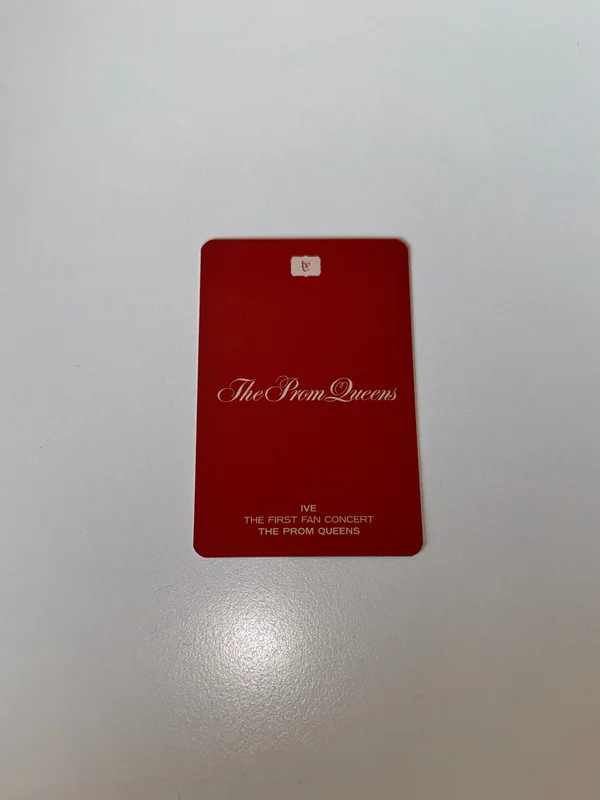 The Prom Queens
IVE
THE FIRST FAN CONCERT
THE PROM QUEENS